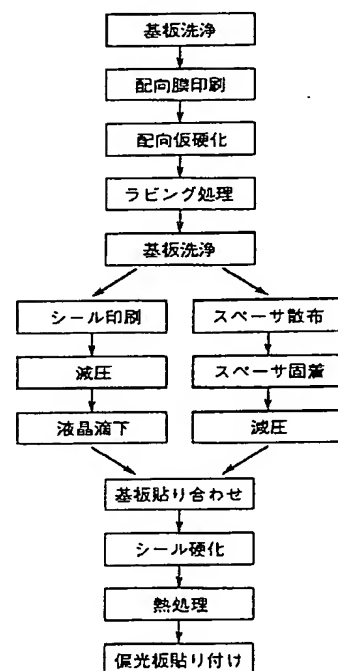 基板洗浄
配向膜印刷
配向仮硬化
ラビング処理
基板洗浄
シール印刷
減圧
液晶滴下
スペーサ散布
スペーサ固着
減圧
基板貼り合わせ
シール硬化
熱処理
偏光板貼り付け